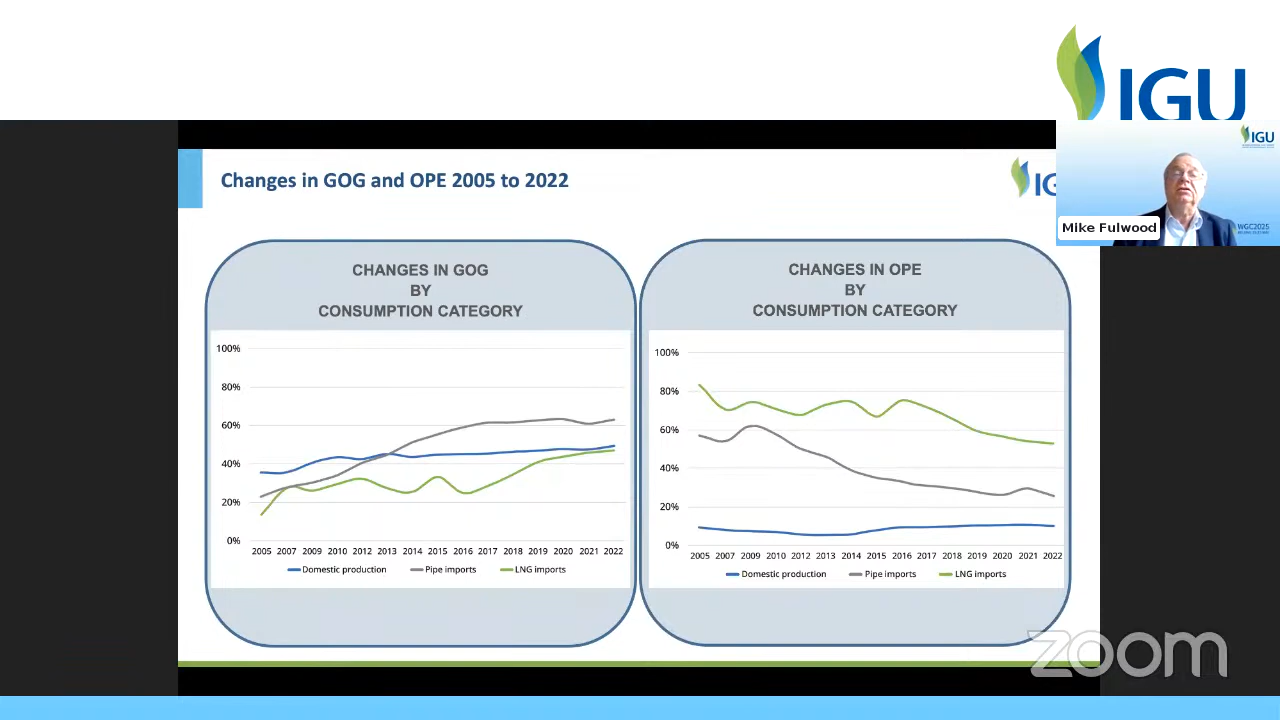 IGU
IGU
Changes in GOG and OPE 2005 to 2022
Mike Fulwood
WGC2025
CHANGES IN GOG
BY
CONSUMPTION CATEGORY
100%
80%
60%
40%
20%
0%
2005 2007 2009 2010 2012 2013 2014 2015 2016 2017 2018 2019 2020 2021 2022
Domestic production Pipe imports LNG imports
CHANGES IN OPE
BY
CONSUMPTION CATEGORY
100%
80%
60%
40%
20%
0%
2005 2007 2009 2010 2012 2013 2014 2015 2016 2017 2018 2019 2020 2021 2022
Domestic production Pipe imports LNG imports
zoom